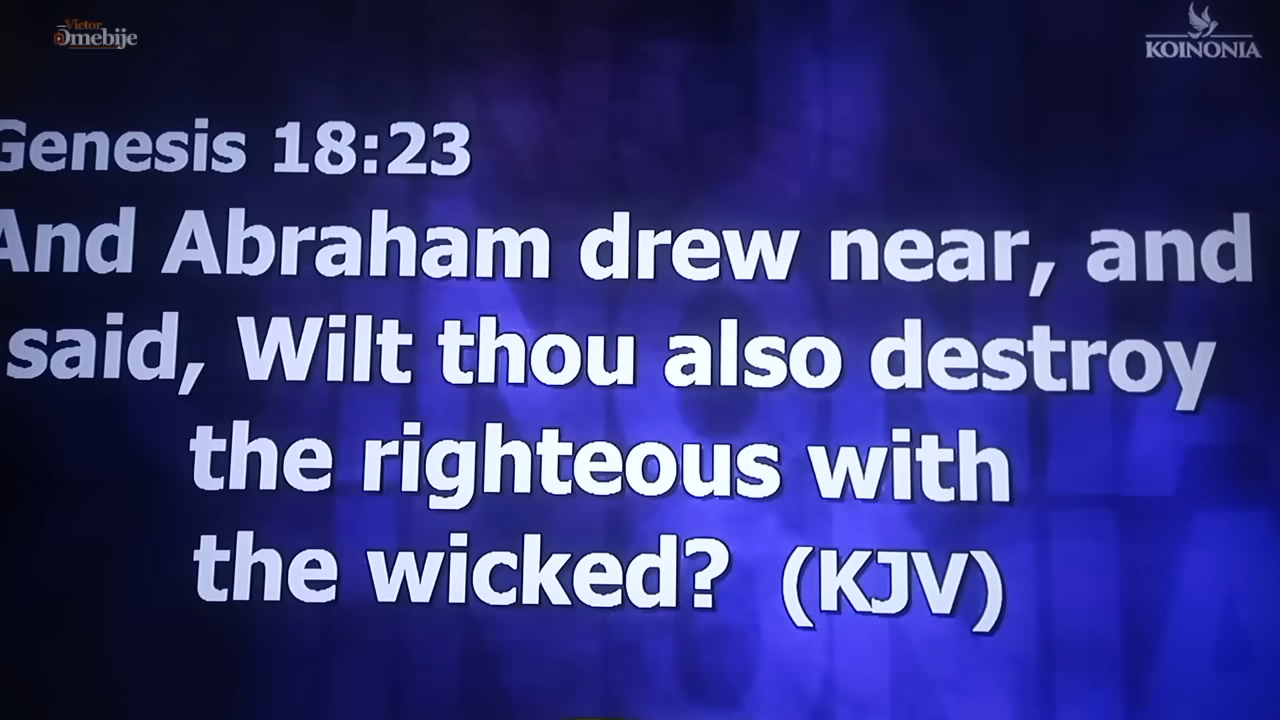 Victor
Omebije
KOINONIA
Genesis 18:23
And Abraham drew near, and
said, Wilt thou also destroy
the righteous with
the wicked? (KJV)